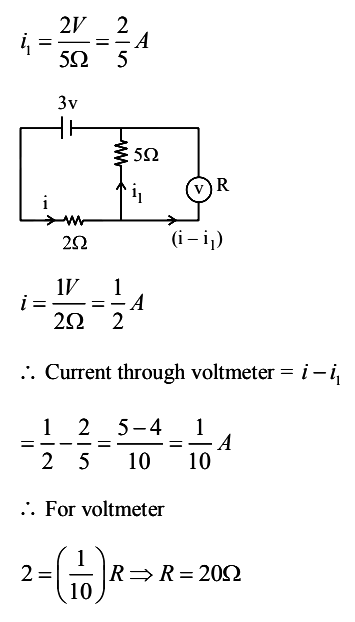 i₁ = 2V/5Ω = 2/5 A
3v
5Ω
i₁
V R
i
2Ω
(i – i₁)
i = 1V/2Ω = 1/2 A
∴ Current through voltmeter = i – i₁
= 1/2 – 2/5 = (5 – 4)/10 = 1/10 A
∴ For voltmeter
2 = (1/10) R ⇒ R = 20Ω